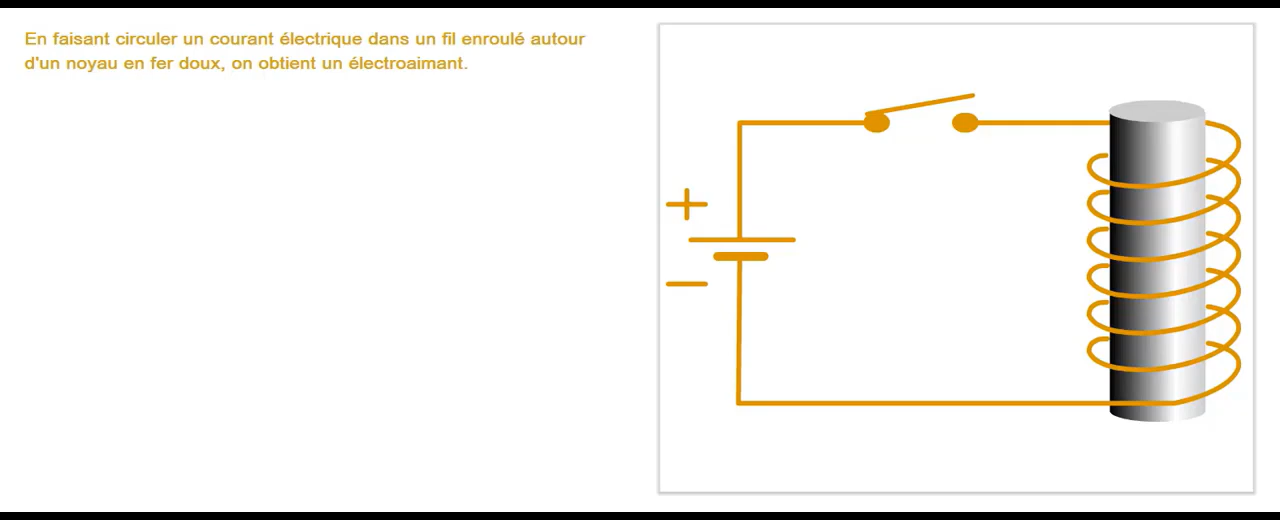 En faisant circuler un courant électrique dans un fil enroulé autour
d'un noyau en fer doux, on obtient un électroaimant.
+
−